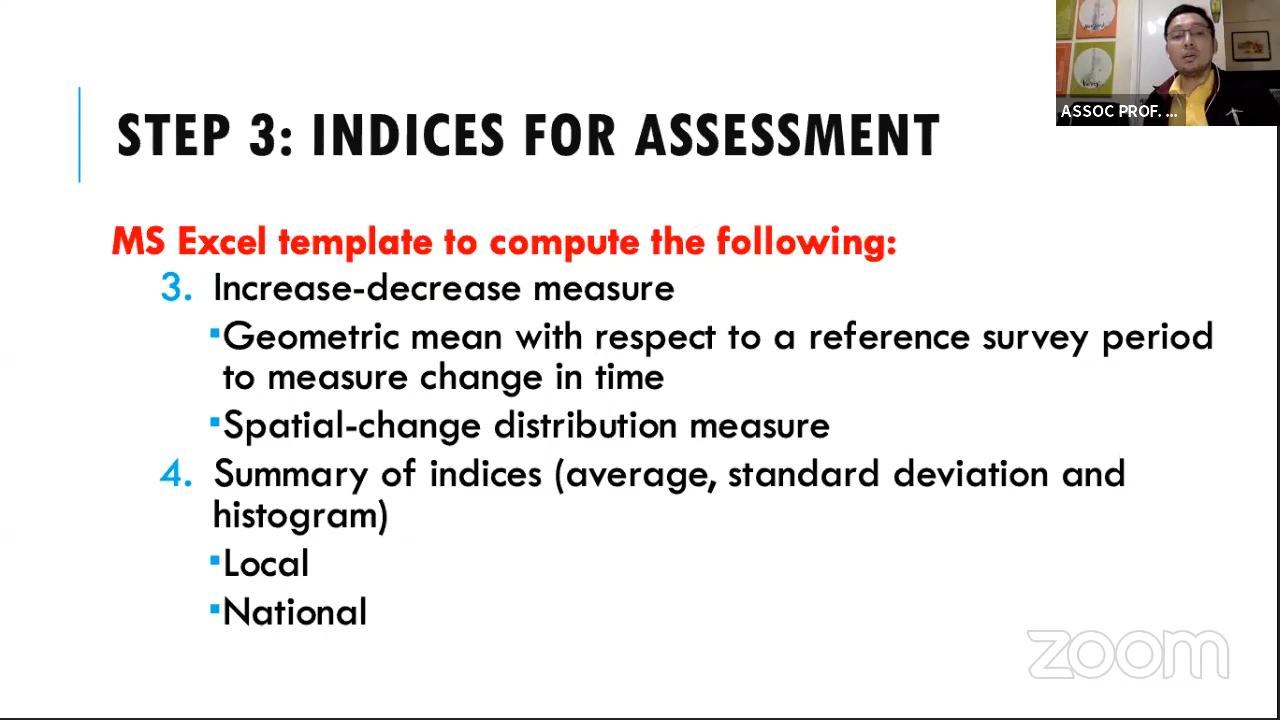 ASSOC PROF. ...
STEP 3: INDICES FOR ASSESSMENT
MS Excel template to compute the following:
3. Increase-decrease measure
▪Geometric mean with respect to a reference survey period
to measure change in time
▪Spatial-change distribution measure
4. Summary of indices (average, standard deviation and
histogram)
▪Local
▪National
zoom